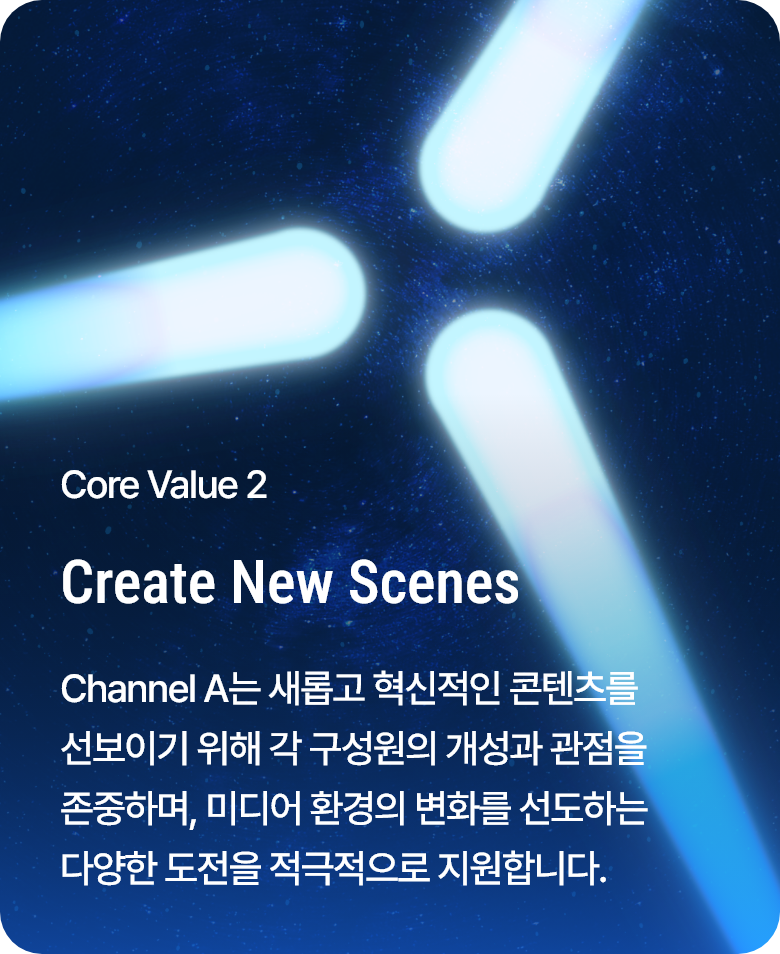 Core Value 2
Create New Scenes
Channel A는 새롭고 혁신적인 콘텐츠를
선보이기 위해 각 구성원의 개성과 관점을
존중하며, 미디어 환경의 변화를 선도하는
다양한 도전을 적극적으로 지원합니다.